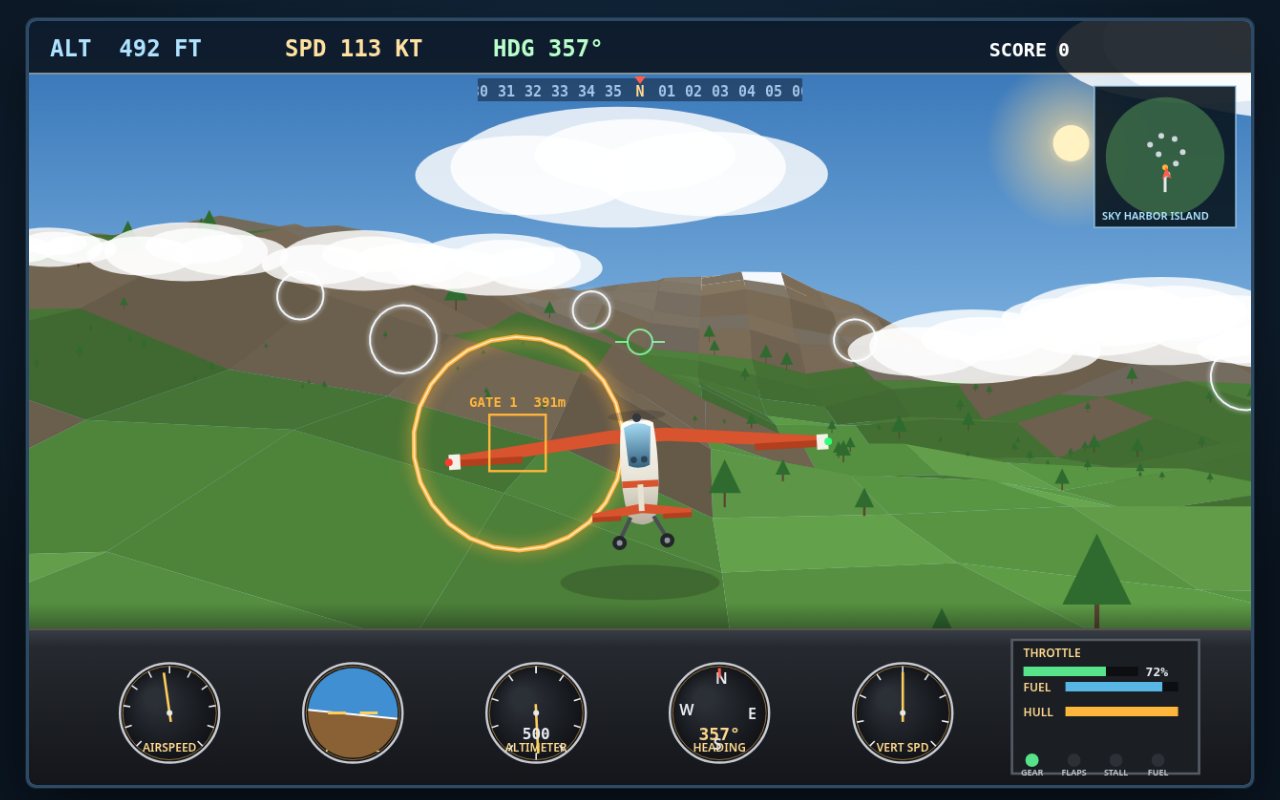 ALT 492 FT SPD 113 KT HDG 357° SCORE 0
31 32 33 34 35 N 01 02 03 04 05
SKY HARBOR ISLAND
GATE 1 391m
AIRSPEED
500
ALTIMETER
N
W E
S
357°
HEADING
VERT SPD
THROTTLE
72%
FUEL
HULL
GEAR FLAPS STALL FUEL